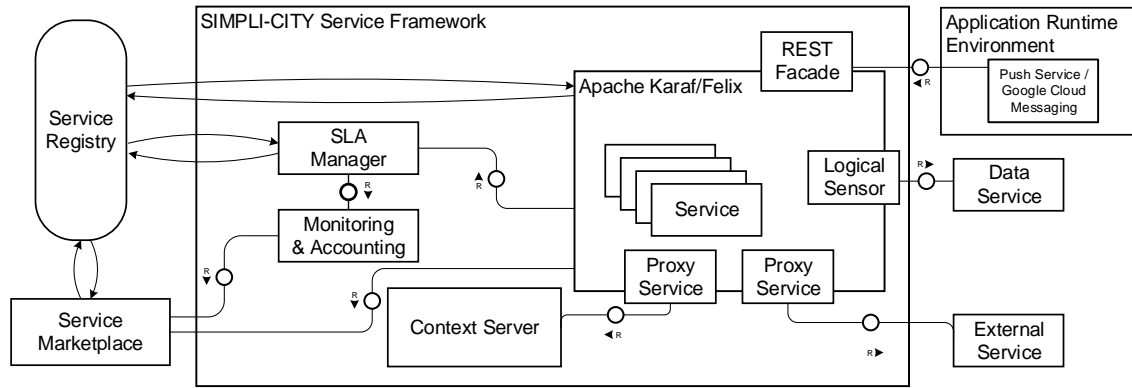 SIMPLI-CITY Service Framework
Application Runtime
Environment
REST
Facade
Push Service /
Google Cloud
Messaging
R
Apache Karaf/Felix
Service
Registry
SLA
Manager
R
R
Logical
Sensor
R
Data
Service
Service
Monitoring
& Accounting
R
R
Proxy
Service
Proxy
Service
Service
Marketplace
Context Server
R
R
External
Service